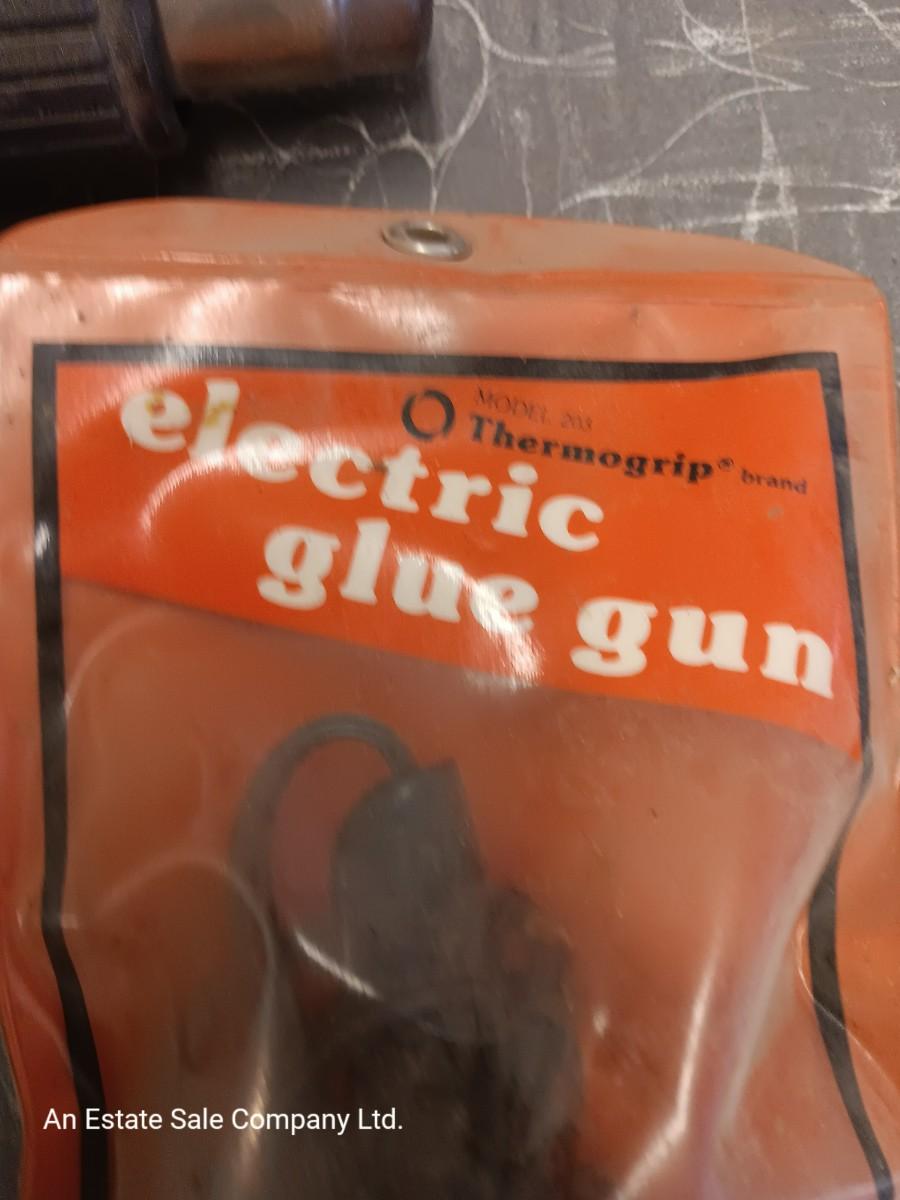 MODEL 203
Thermogrip® brand
electric
glue gun
An Estate Sale Company Ltd.